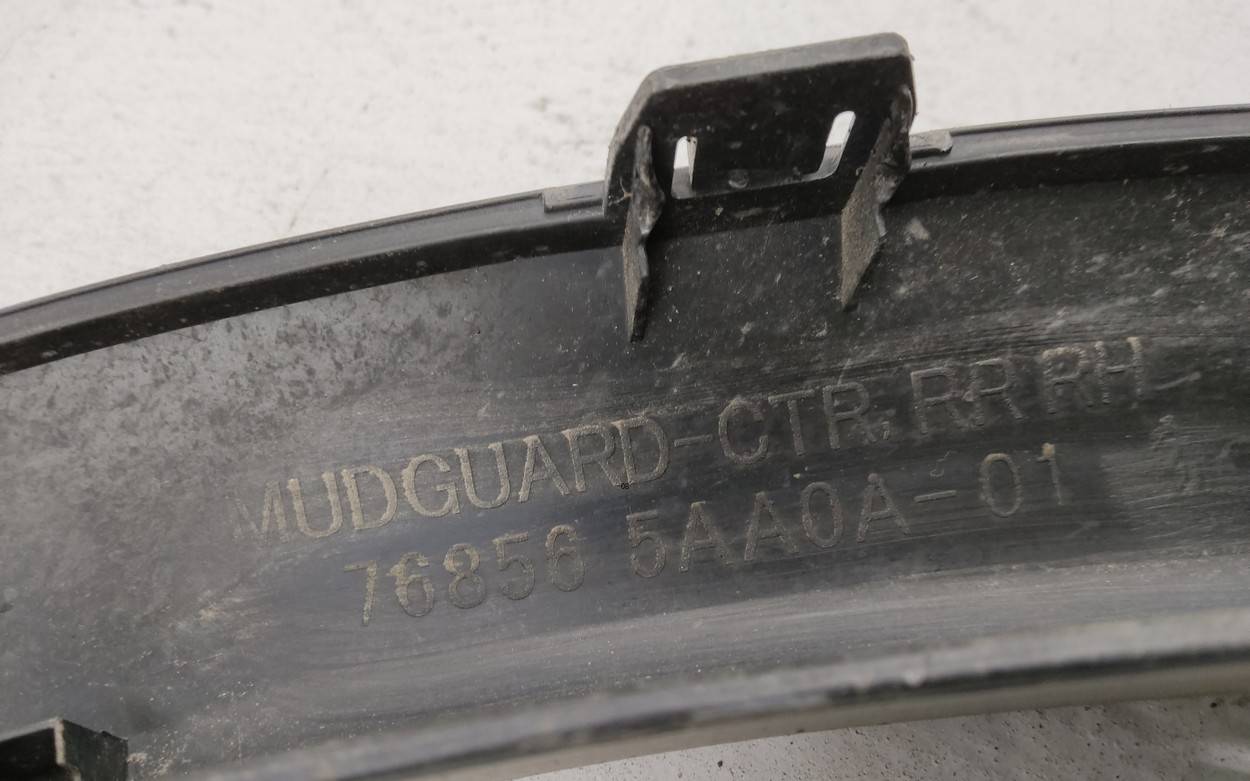 MUDGUARD-CTR, RR RH
76856 5AA0A-01